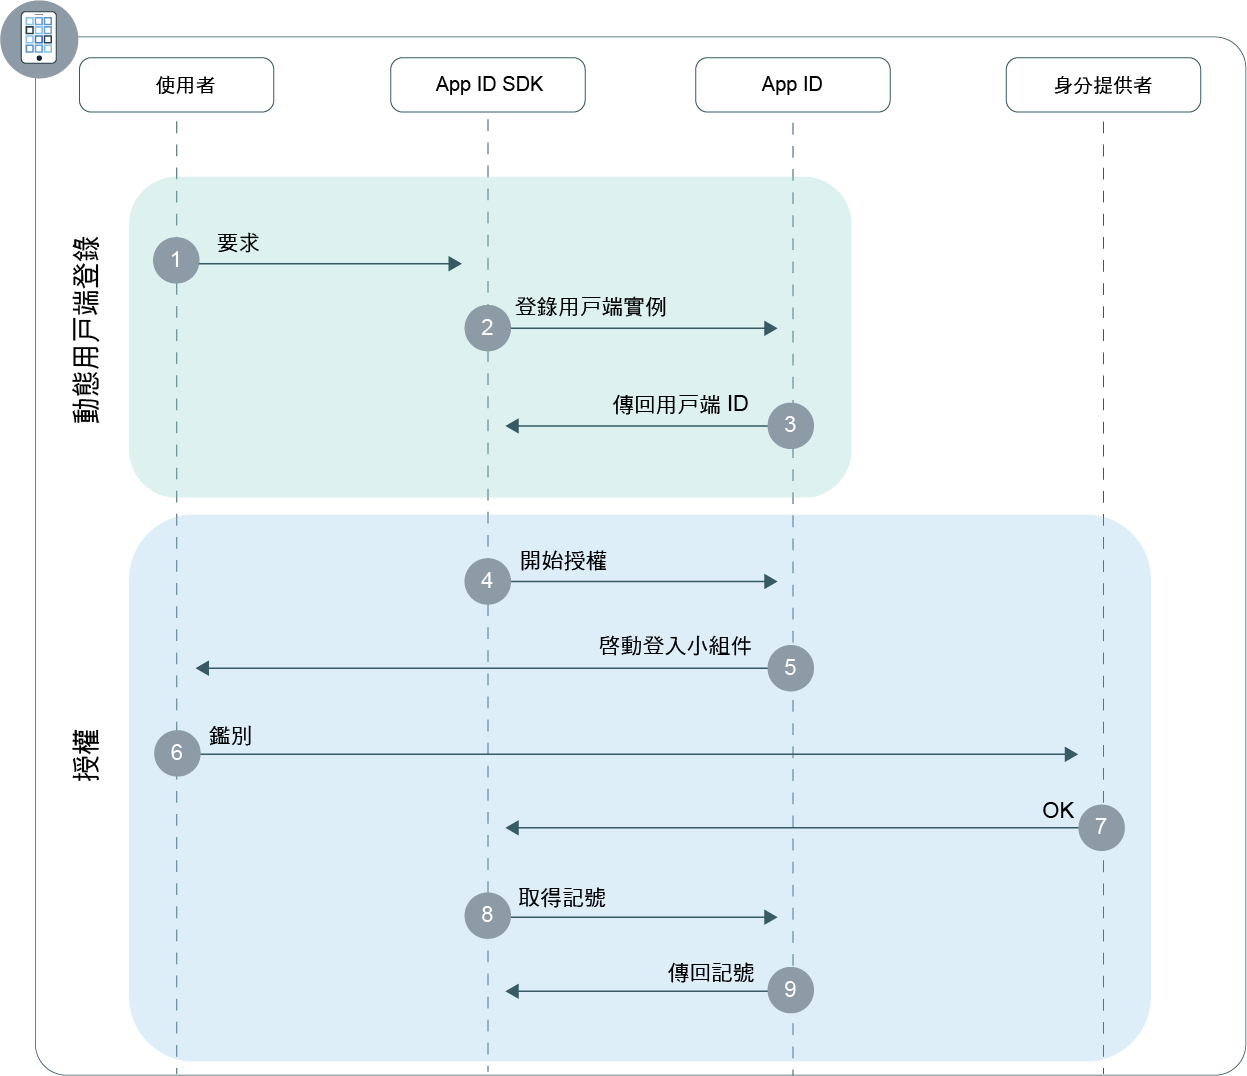 使用者
App ID SDK
App ID
身分提供者
動態用戶端登錄
1
要求
2
登錄用戶端實例
傳回用戶端 ID
3
授權
4
開始授權
啓動登入小組件
5
6
鑑別
OK
7
8
取得記號
傳回記號
9